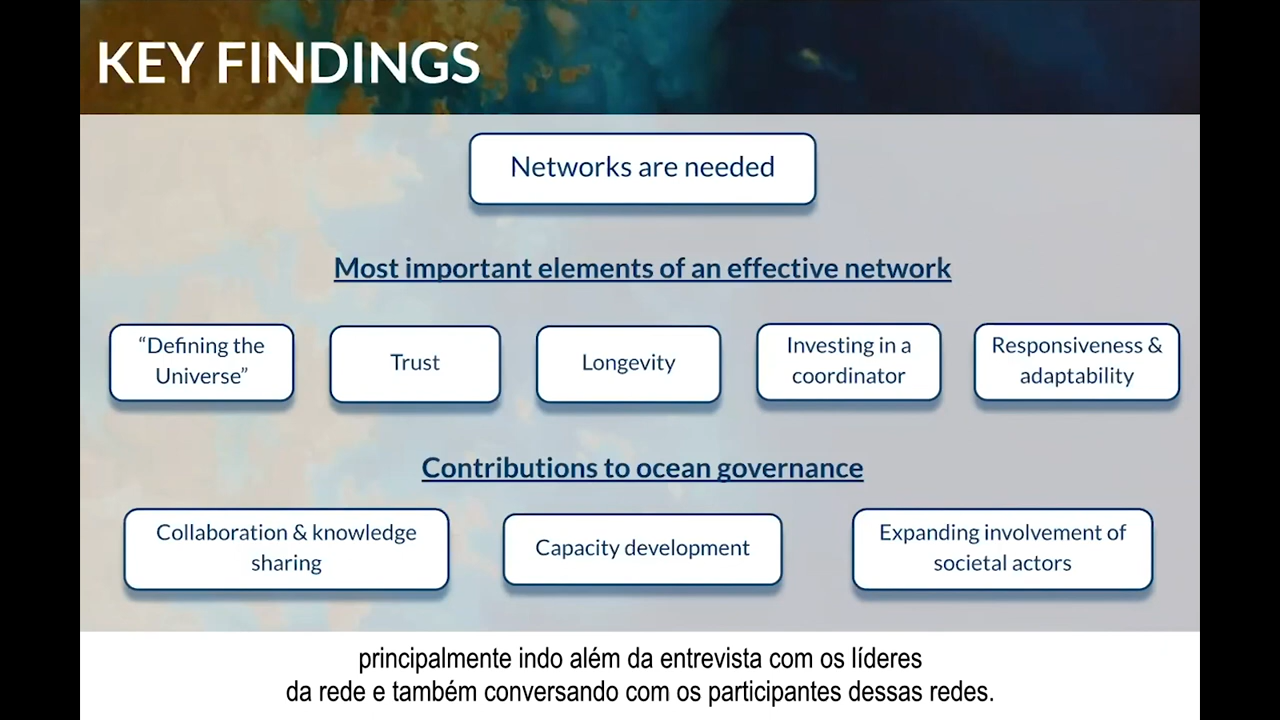 KEY FINDINGS
Networks are needed
Most important elements of an effective network
“Defining the
Universe”
Trust
Longevity
Investing in a
coordinator
Responsiveness &
adaptability
Contributions to ocean governance
Collaboration & knowledge
sharing
Capacity development
Expanding involvement of
societal actors
principalmente indo além da entrevista com os líderes
da rede e também conversando com os participantes dessas redes.